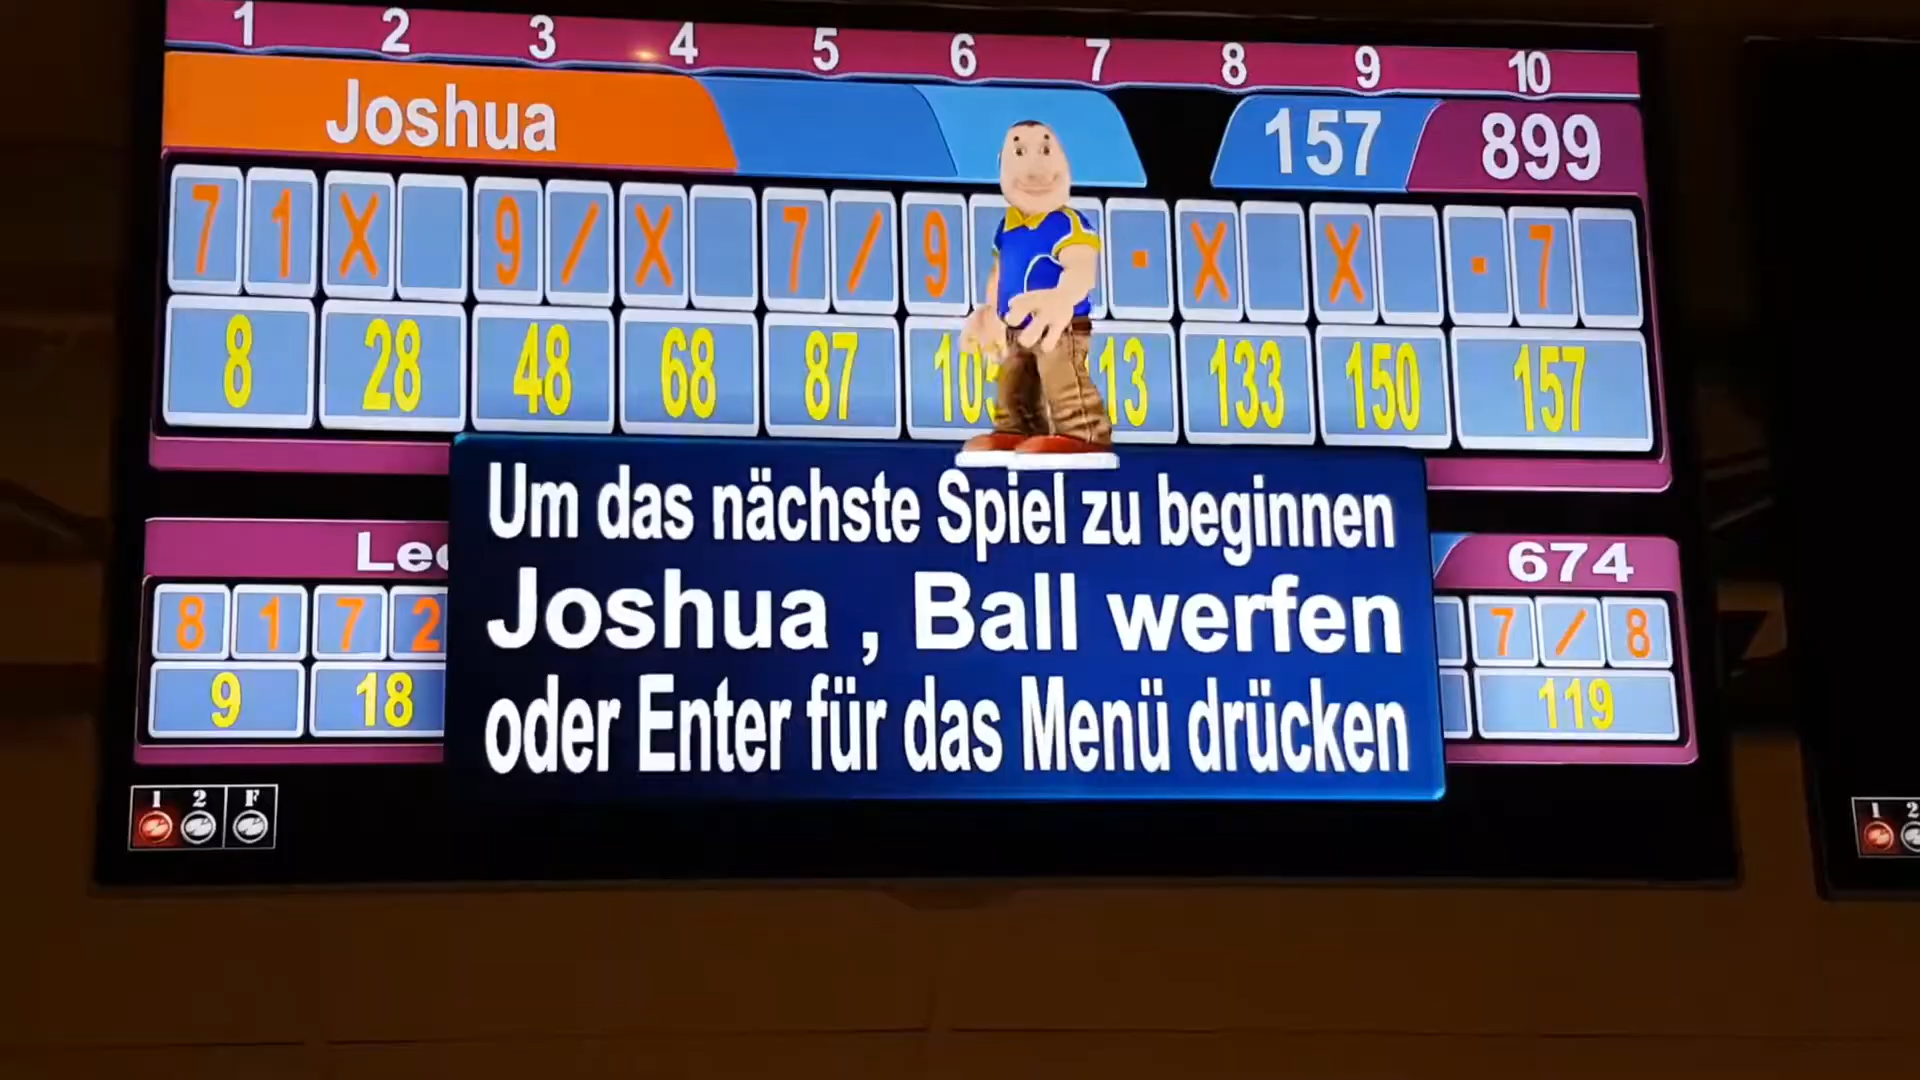 1 2 3 4 5 6 7 8 9 10
Joshua 157 899
7 1 X 9 / X 7 / 9 - X X - 7
8 28 48 68 87 133 150 157
Um das nächste Spiel zu beginnen
Joshua , Ball werfen
oder Enter für das Menü drücken
674
8 1 7 2 7 / 8
9 18 119
1 2 F
1 2